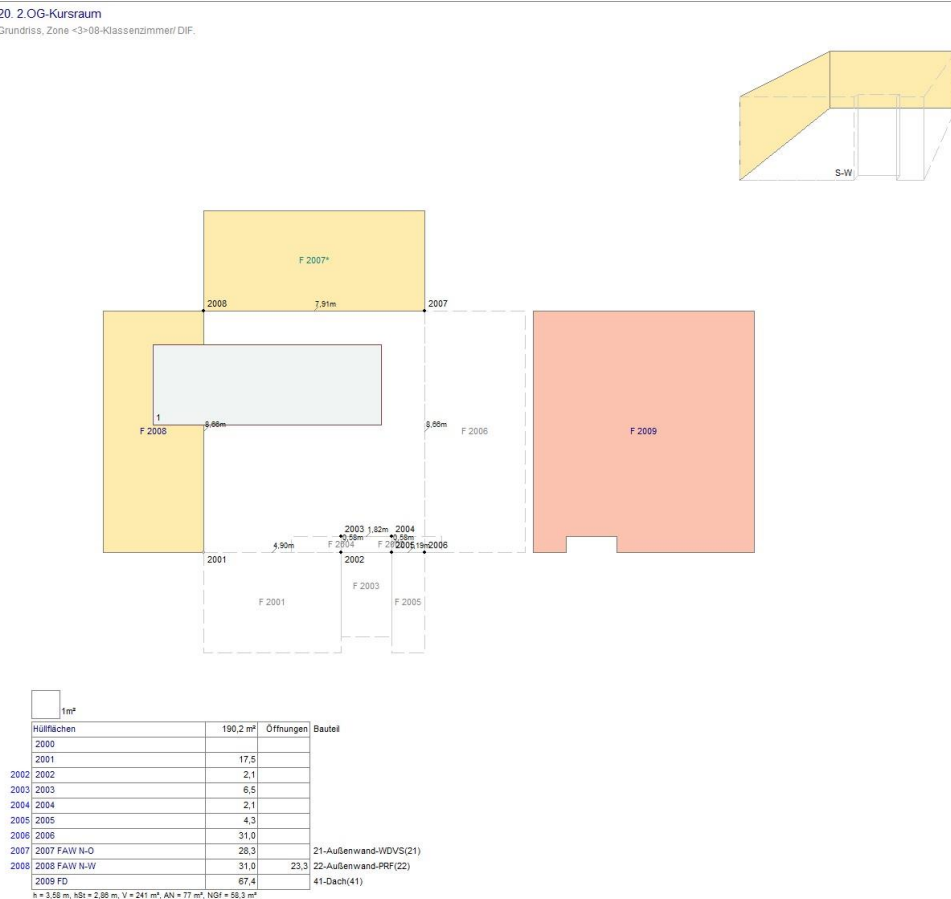 20. 2.OG-Kursraum
Grundriss, Zone <3>08-Klassenzimmer/ DIF.
S-W
F 2007*
2008
7,91m
2007
1
8,66m
F 2008
8,66m
F 2006
F 2009
2003 1,82m 2004
0,58m 0,58m
4,90m
2001
2002
2005
2006
F 2003
F 2001
F 2005
1m²
Hüllflächen 190,2 m² Öffnungen Bauteil
2000
2001 17,5
2002 2002 2,1
2003 2003 6,5
2004 2004 2,1
2005 2005 4,3
2006 2006 31,0
2007 2007 FAW N-O 28,3 21-Außenwand-WDVS(21)
2008 2008 FAW N-W 31,0 23,3 22-Außenwand-PRF(22)
2009 FD 67,4 41-Dach(41)
h = 3,58 m, hSt = 2,86 m, V = 241 m³, AN = 77 m², NGf = 58,3 m²